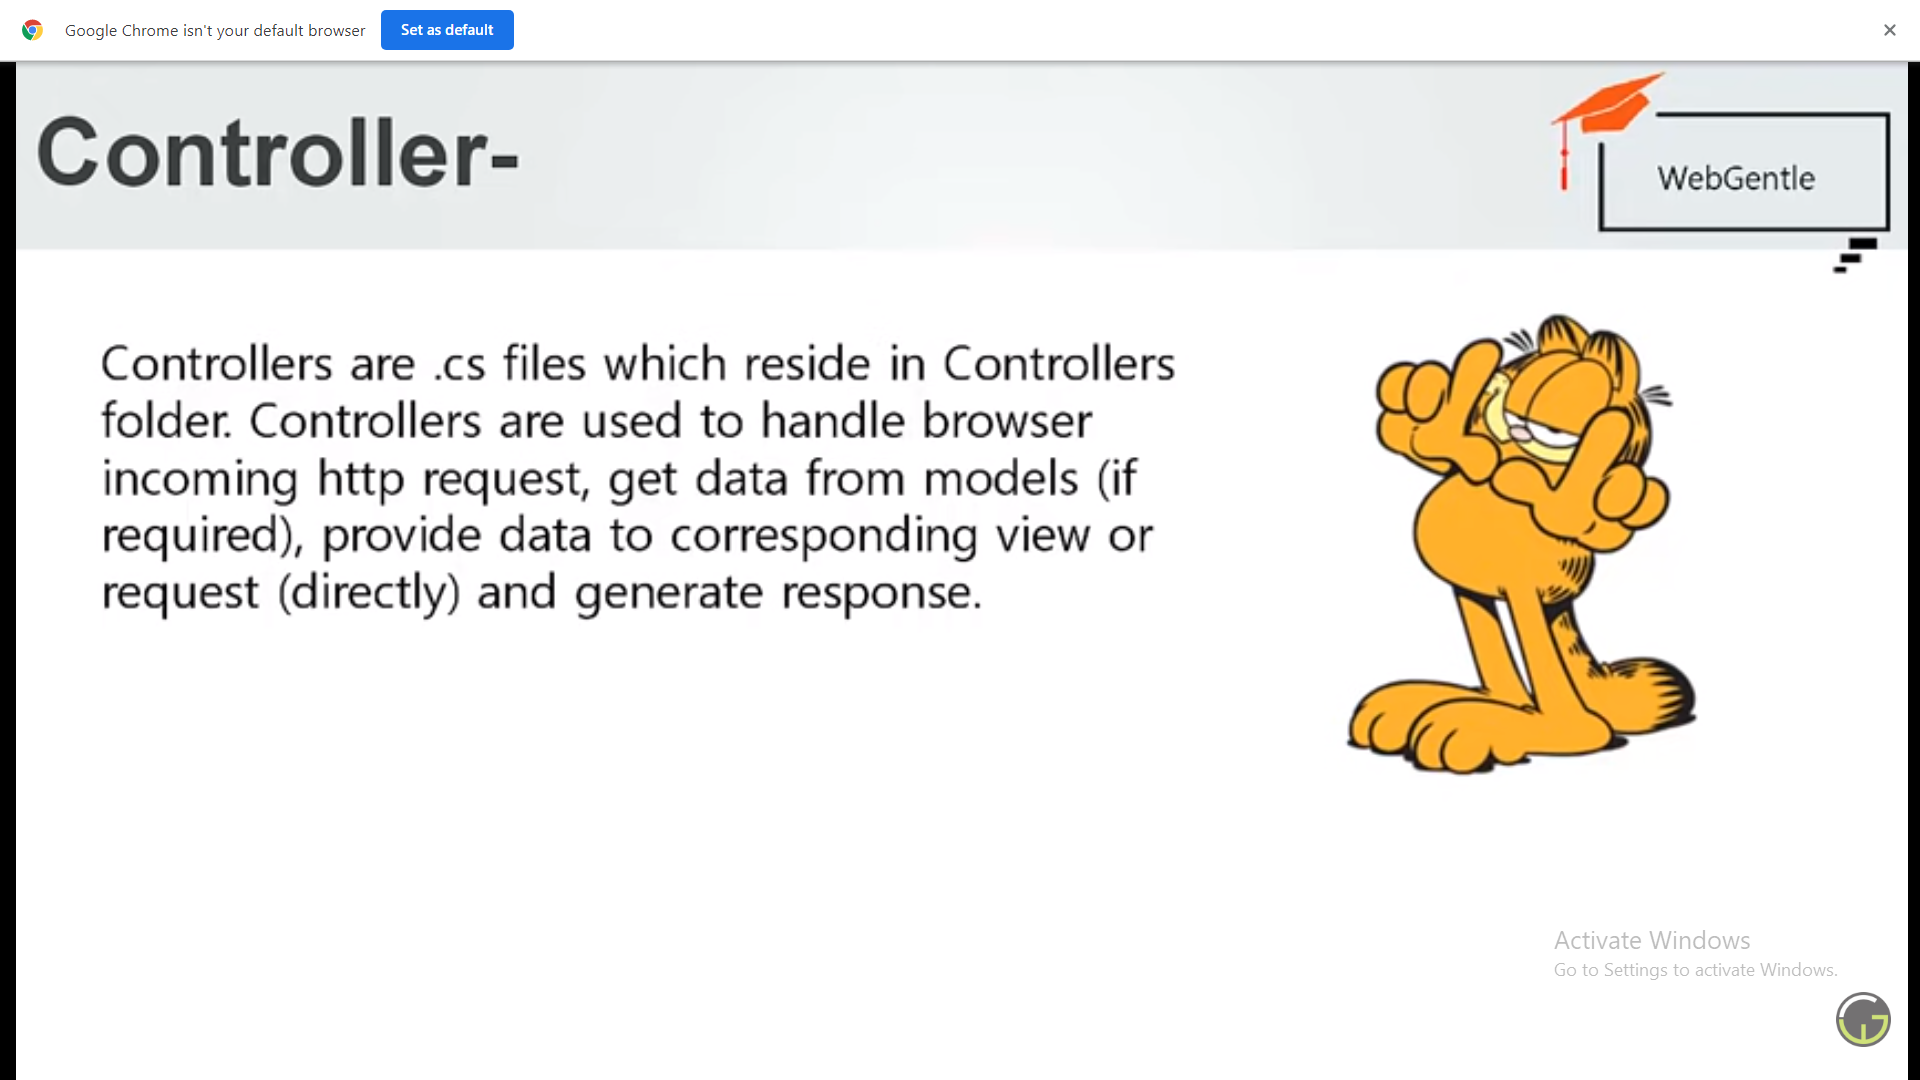 Google Chrome isn't your default browser
Set as default
Controller-
WebGentle
Controllers are .cs files which reside in Controllers
folder. Controllers are used to handle browser
incoming http request, get data from models (if
required), provide data to corresponding view or
request (directly) and generate response.
Activate Windows
Go to Settings to activate Windows.